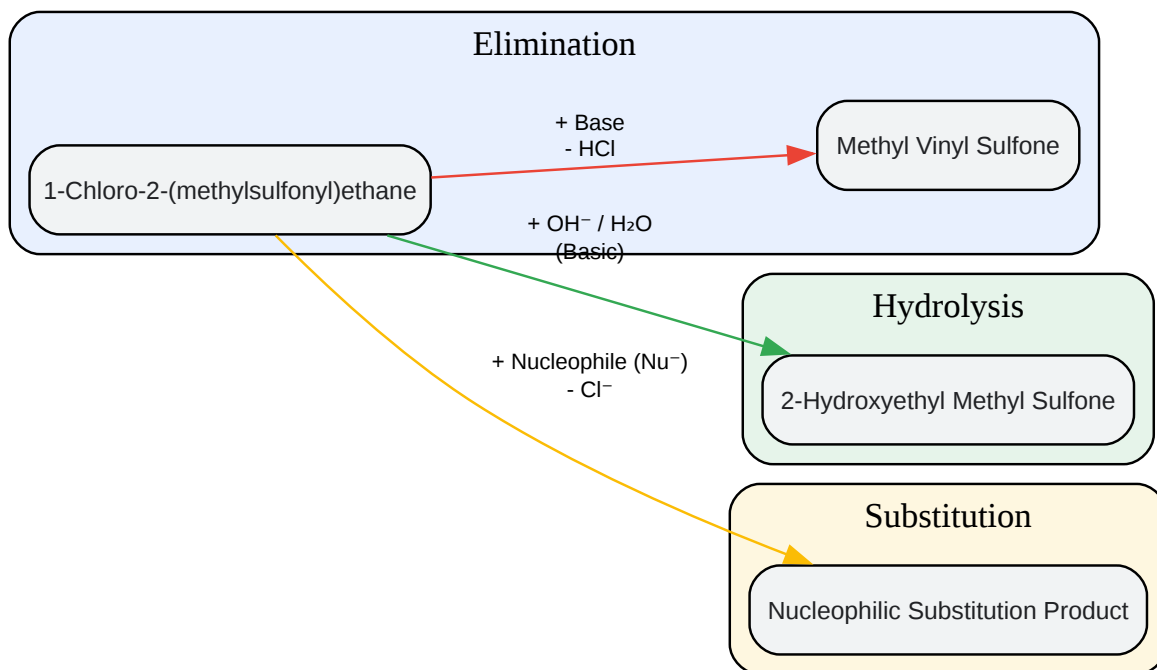 Elimination
+ Base
- HCl
Methyl Vinyl Sulfone
1-Chloro-2-(methylsulfonyl)ethane
+ OH⁻ / H₂O
(Basic)
Hydrolysis
+ Nucleophile (Nu⁻)
- Cl⁻
2-Hydroxyethyl Methyl Sulfone
Substitution
Nucleophilic Substitution Product